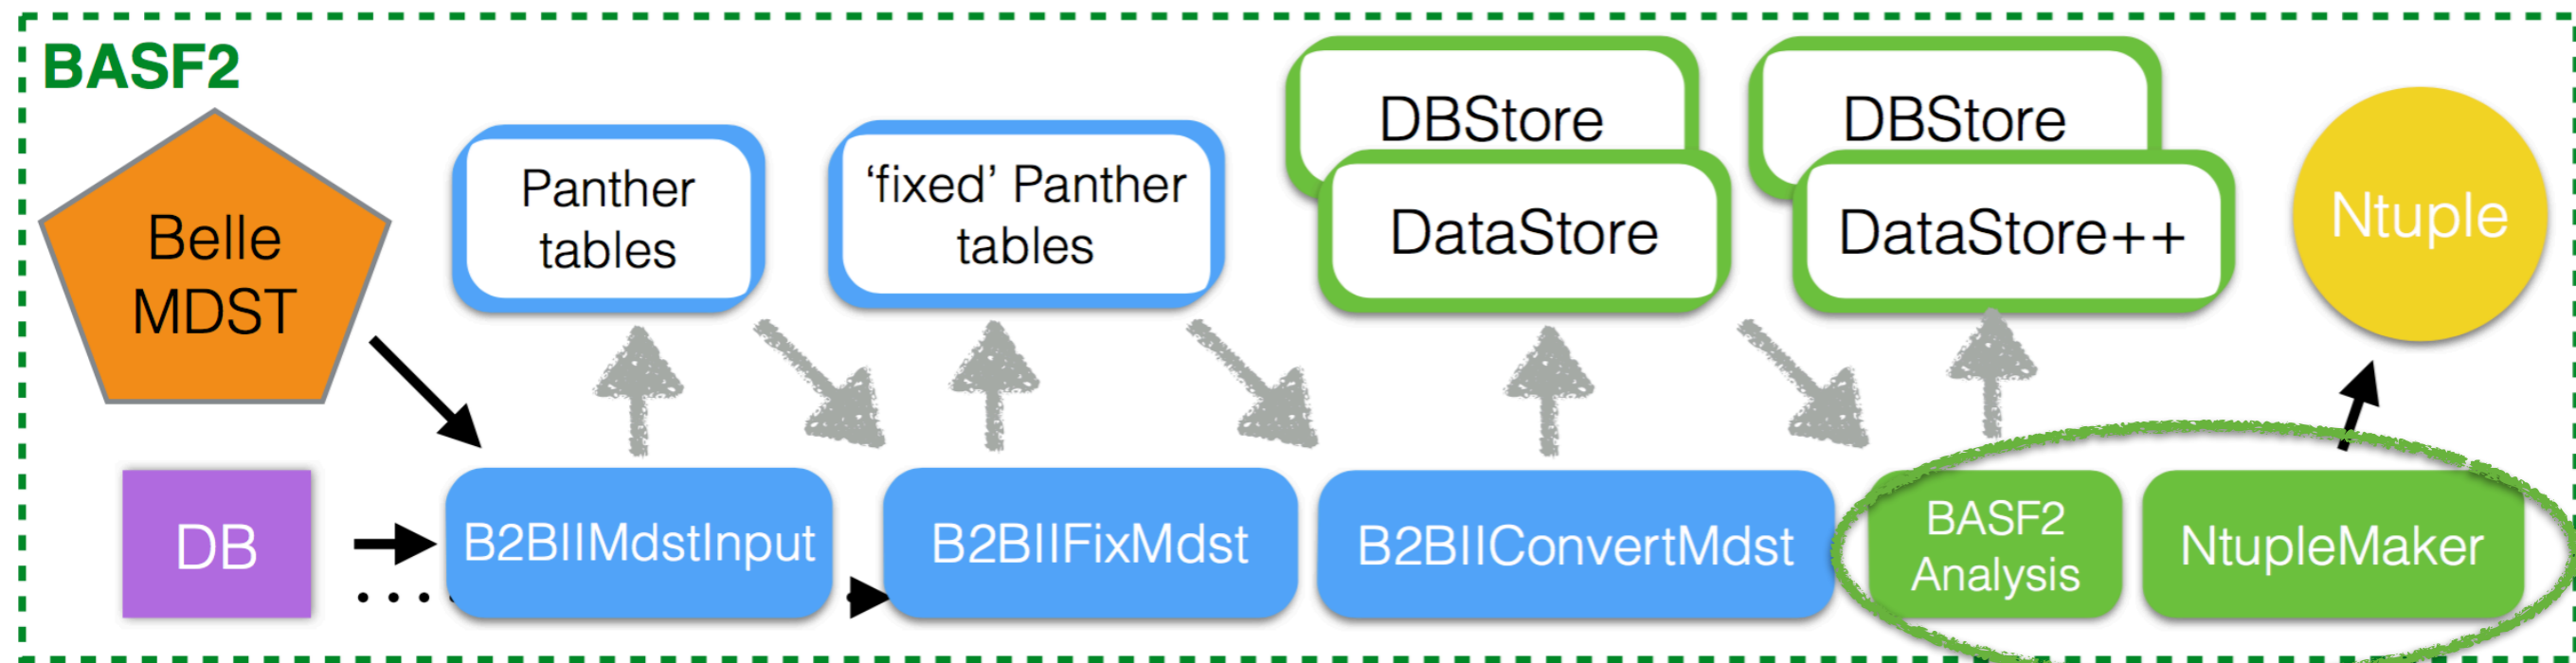 BASF2
Belle
MDST
Panther
tables
‘fixed’ Panther
tables
DBStore
DataStore
DBStore
DataStore++
Ntuple
DB
B2BIIMdstInput
B2BIIFixMdst
B2BIIConvertMdst
BASF2
Analysis
NtupleMaker